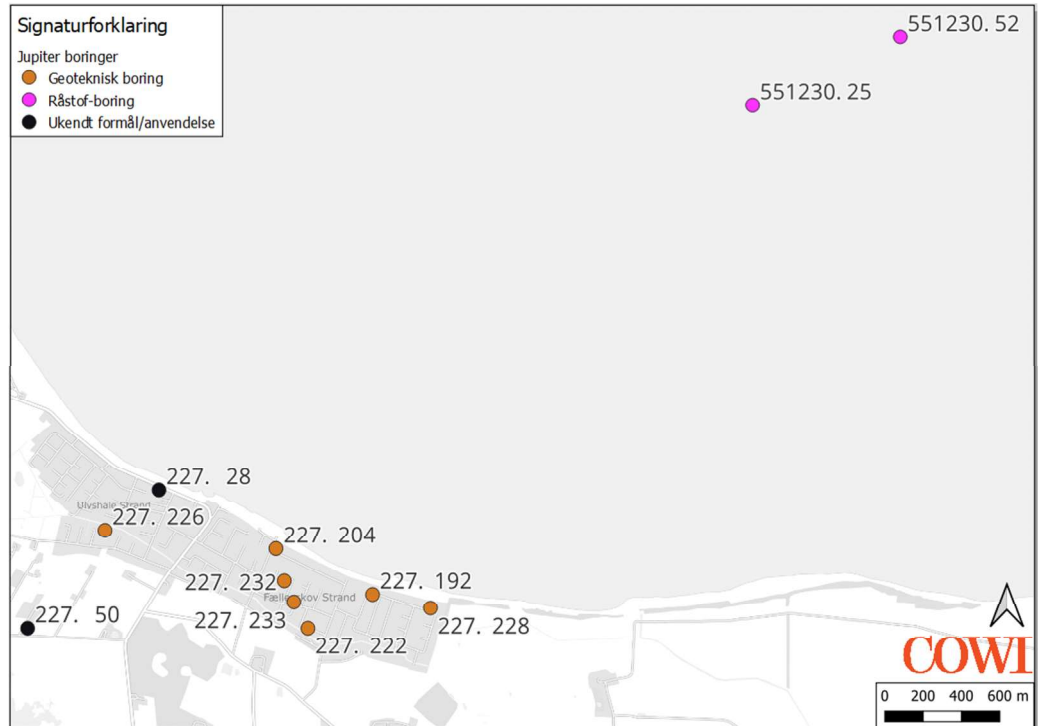 Signaturforklaring
Jupiter boringer
Geoteknisk boring
Råstof-boring
Ukendt formål/anvendelse
551230. 52
551230. 25
227. 28
Ulvshale Strand
227. 226
227. 204
227. 232
Fællesskov Strand
227. 192
227. 233
227. 228
227. 50
227. 222
COWI
0 200 400 600 m